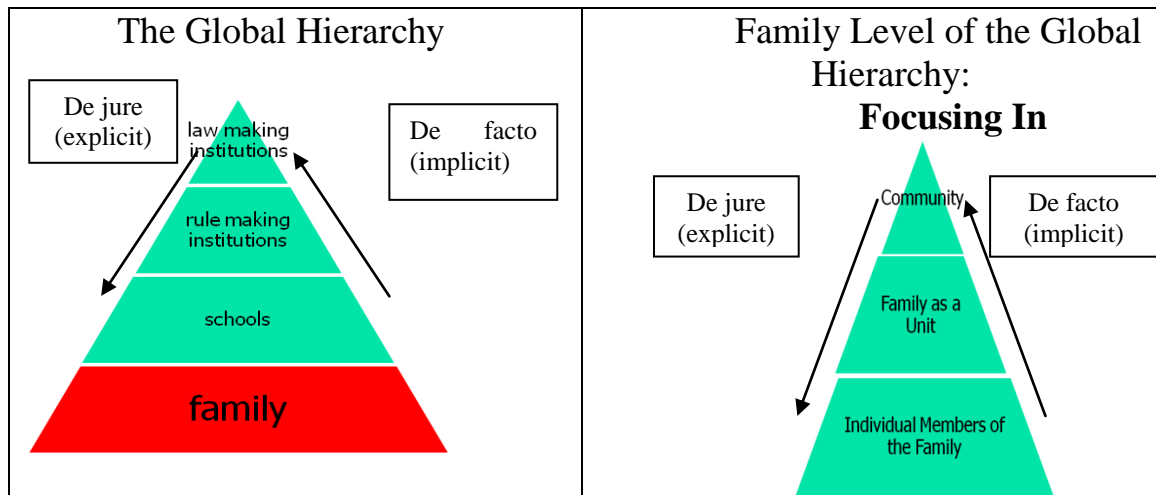 The Global Hierarchy
De jure
(explicit)
De facto
(implicit)
law making
institutions
rule making
institutions
schools
family
Family Level of the Global
Hierarchy:
Focusing In
De jure
(explicit)
De facto
(implicit)
Community
Family as a
Unit
Individual Members of
the Family